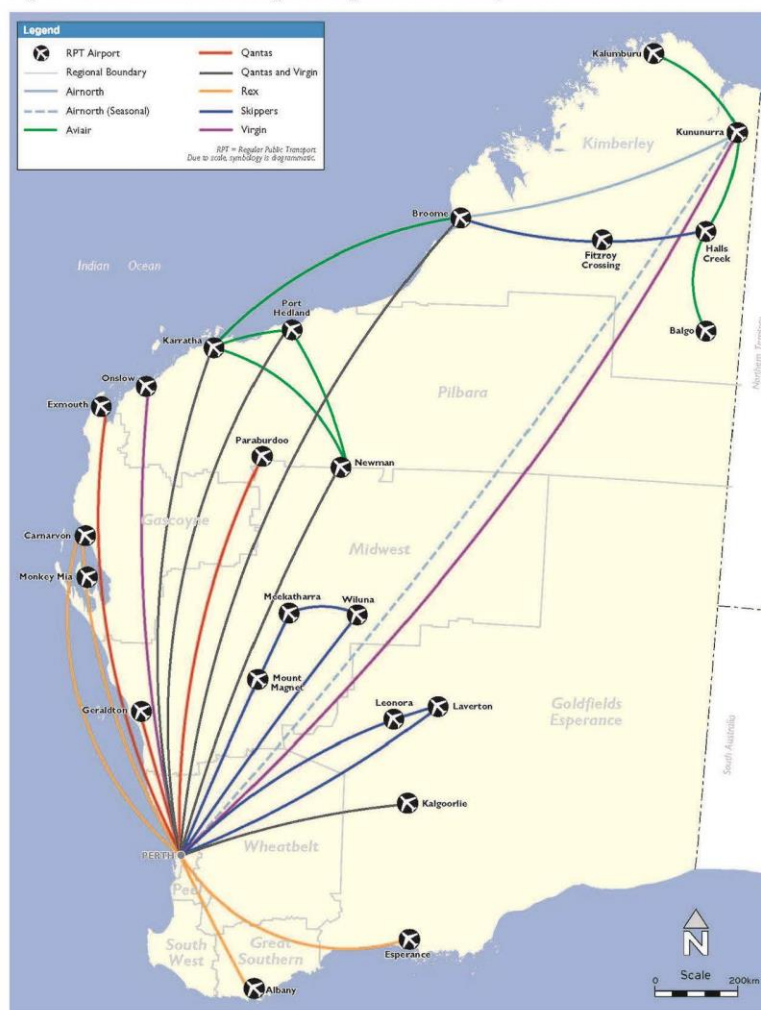 Legend
RPT Airport
Regional Boundary
Airnorth
Airnorth (Seasonal)
Aviair
Qantas
Qantas and Virgin
Rex
Skippers
Virgin
RPT = Regular Public Transport.
Due to scale, symbology is diagrammatic.
Kalumburu
Kununurra
Kimberley
Broome
Fitzroy
Crossing
Halls
Creek
Indian Ocean
Port
Hedland
Karratha
Balgo
Northern Territory
Onslow
Exmouth
Pilbara
Paraburdoo
Newman
Gascoyne
Carnarvon
Midwest
Monkey Mia
Meekatharra
Wiluna
Mount
Magnet
Geraldton
Leonora
Laverton
Goldfields
Esperance
South Australia
Kalgoorlie
PERTH
Wheatbelt
Peel
South
West
Great
Southern
Esperance
Albany
N
Scale
0 200km